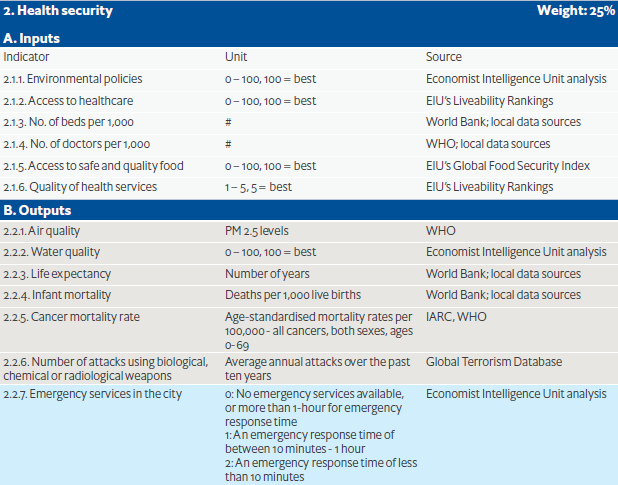 2. Health security Weight: 25%
A. Inputs
Indicator Unit Source
2.1.1. Environmental policies 0 – 100, 100 = best Economist Intelligence Unit analysis
2.1.2. Access to healthcare 0 – 100, 100 = best EIU's Liveability Rankings
2.1.3. No. of beds per 1,000 # World Bank; local data sources
2.1.4. No. of doctors per 1,000 # WHO; local data sources
2.1.5. Access to safe and quality food 0 – 100, 100 = best EIU's Global Food Security Index
2.1.6. Quality of health services 1 – 5, 5 = best EIU's Liveability Rankings
B. Outputs
2.2.1. Air quality PM 2.5 levels WHO
2.2.2. Water quality 0 – 100, 100 = best Economist Intelligence Unit analysis
2.2.3. Life expectancy Number of years World Bank; local data sources
2.2.4. Infant mortality Deaths per 1,000 live births World Bank; local data sources
2.2.5. Cancer mortality rate Age-standardised mortality rates per IARC, WHO
100,000 - all cancers, both sexes, ages
0-69
2.2.6. Number of attacks using biological, Average annual attacks over the past Global Terrorism Database
chemical or radiological weapons ten years
2.2.7. Emergency services in the city 0: No emergency services available, Economist Intelligence Unit analysis
or more than 1-hour for emergency
response time
1: An emergency response time of
between 10 minutes - 1 hour
2: An emergency response time of less
than 10 minutes